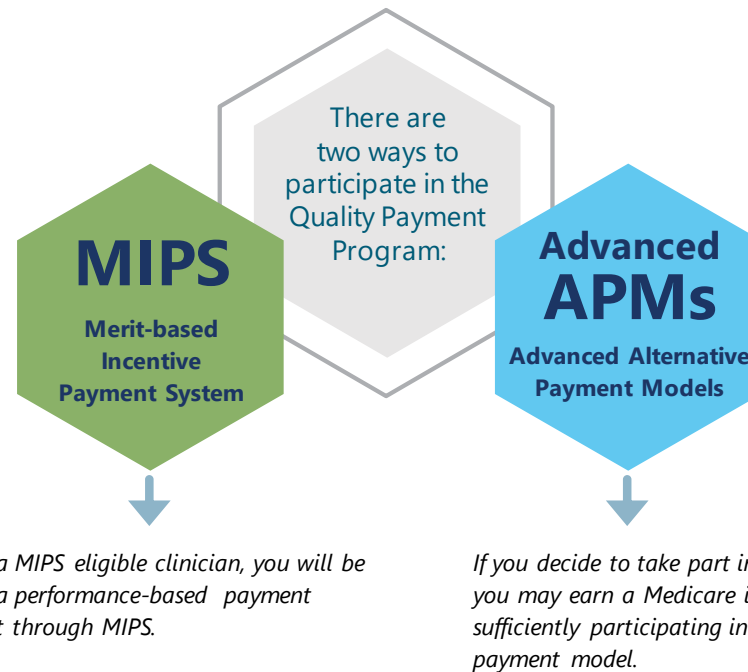 There are
two ways to
participate in the
Quality Payment
Program:
MIPS
Merit-based
Incentive
Payment System
Advanced
APMs
Advanced Alternative
Payment Models
a MIPS eligible clinician, you will be
a performance-based payment
through MIPS.
If you decide to take part in
you may earn a Medicare
sufficiently participating in
payment model.